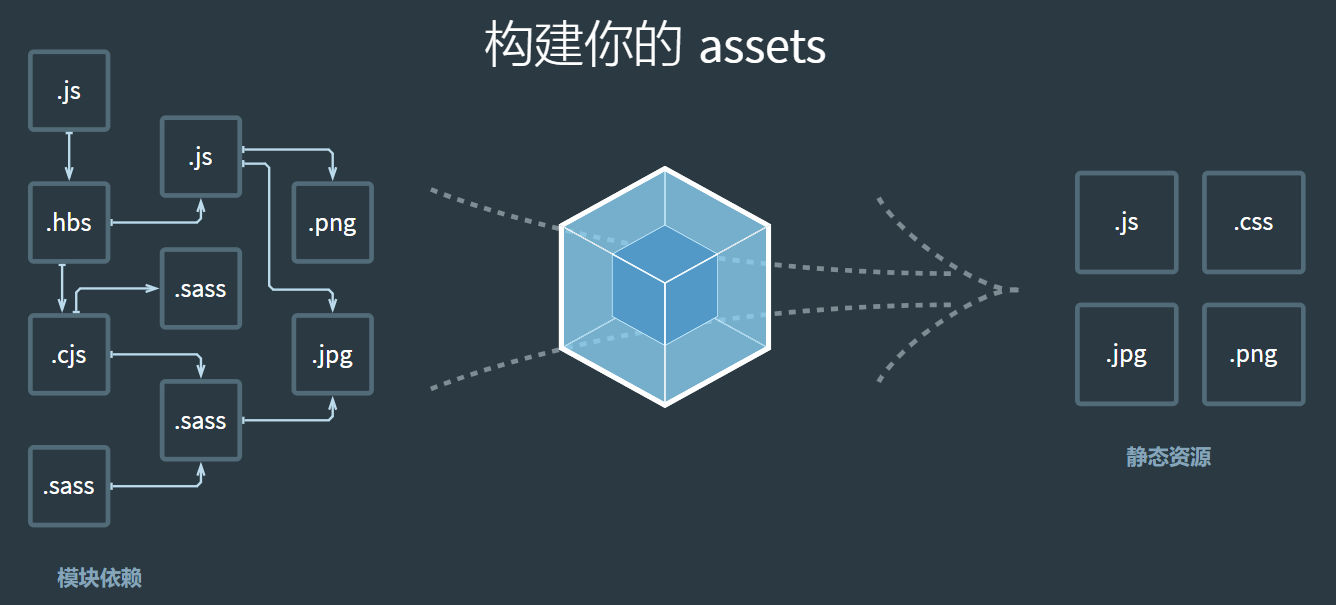 构建你的 assets
.js
.js
.hbs
.png
.sass
.cjs
.jpg
.sass
.sass
模块依赖
.js
.css
.jpg
.png
静态资源